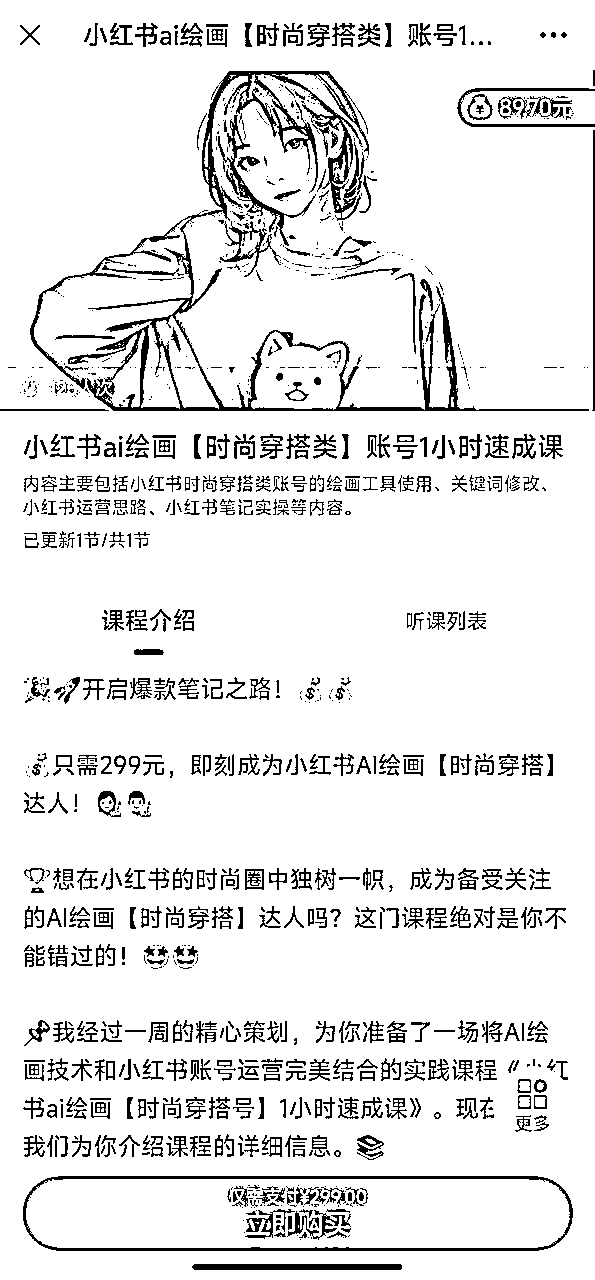 小红书ai绘画【时尚穿搭类】账号1...
8970元
小红书ai绘画【时尚穿搭类】账号1小时速成课
内容主要包括小红书时尚穿搭类账号的绘画工具使用、关键词修改、
小红书运营思路、小红书笔记实操等内容。
已更新1节/共1节
课程介绍
听课列表
🎉🚀开启爆款笔记之路！💰💰
💰只需299元，即刻成为小红书AI绘画【时尚穿搭】
达人！👩‍🎨👨‍🎨
🏆想在小红书的时尚圈中独树一帜，成为备受关注
的AI绘画【时尚穿搭】达人吗？这门课程绝对是你不
能错过的！🤩🤩
📌我经过一周的精心策划，为你准备了一场将AI绘
画技术和小红书账号运营完美结合的实践课程《小红
书ai绘画【时尚穿搭号】1小时速成课》。现在
我们为你介绍课程的详细信息。📚
更多
仅需支付¥299.00
立即购买